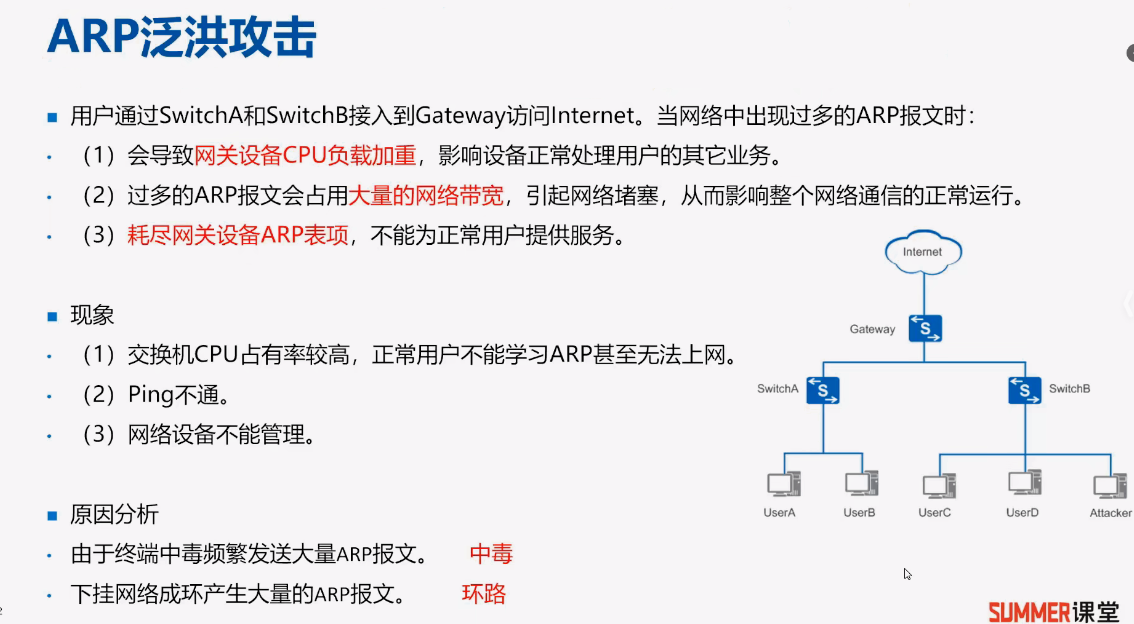 ARP泛洪攻击
■ 用户通过SwitchA和SwitchB接入到Gateway访问Internet。当网络中出现过多的ARP报文时：
• （1）会导致网关设备CPU负载加重，影响设备正常处理用户的其它业务。
• （2）过多的ARP报文会占用大量的网络带宽，引起网络堵塞，从而影响整个网络通信的正常运行。
• （3）耗尽网关设备ARP表项，不能为正常用户提供服务。
■ 现象
• （1）交换机CPU占有率较高，正常用户不能学习ARP甚至无法上网。
• （2）Ping不通。
• （3）网络设备不能管理。
■ 原因分析
• 由于终端中毒频繁发送大量ARP报文。 中毒
• 下挂网络成环产生大量的ARP报文。 环路
Internet
Gateway
S
SwitchA
S
S
SwitchB
UserA
UserB
UserC
UserD
Attacker
2
SUMMER课堂